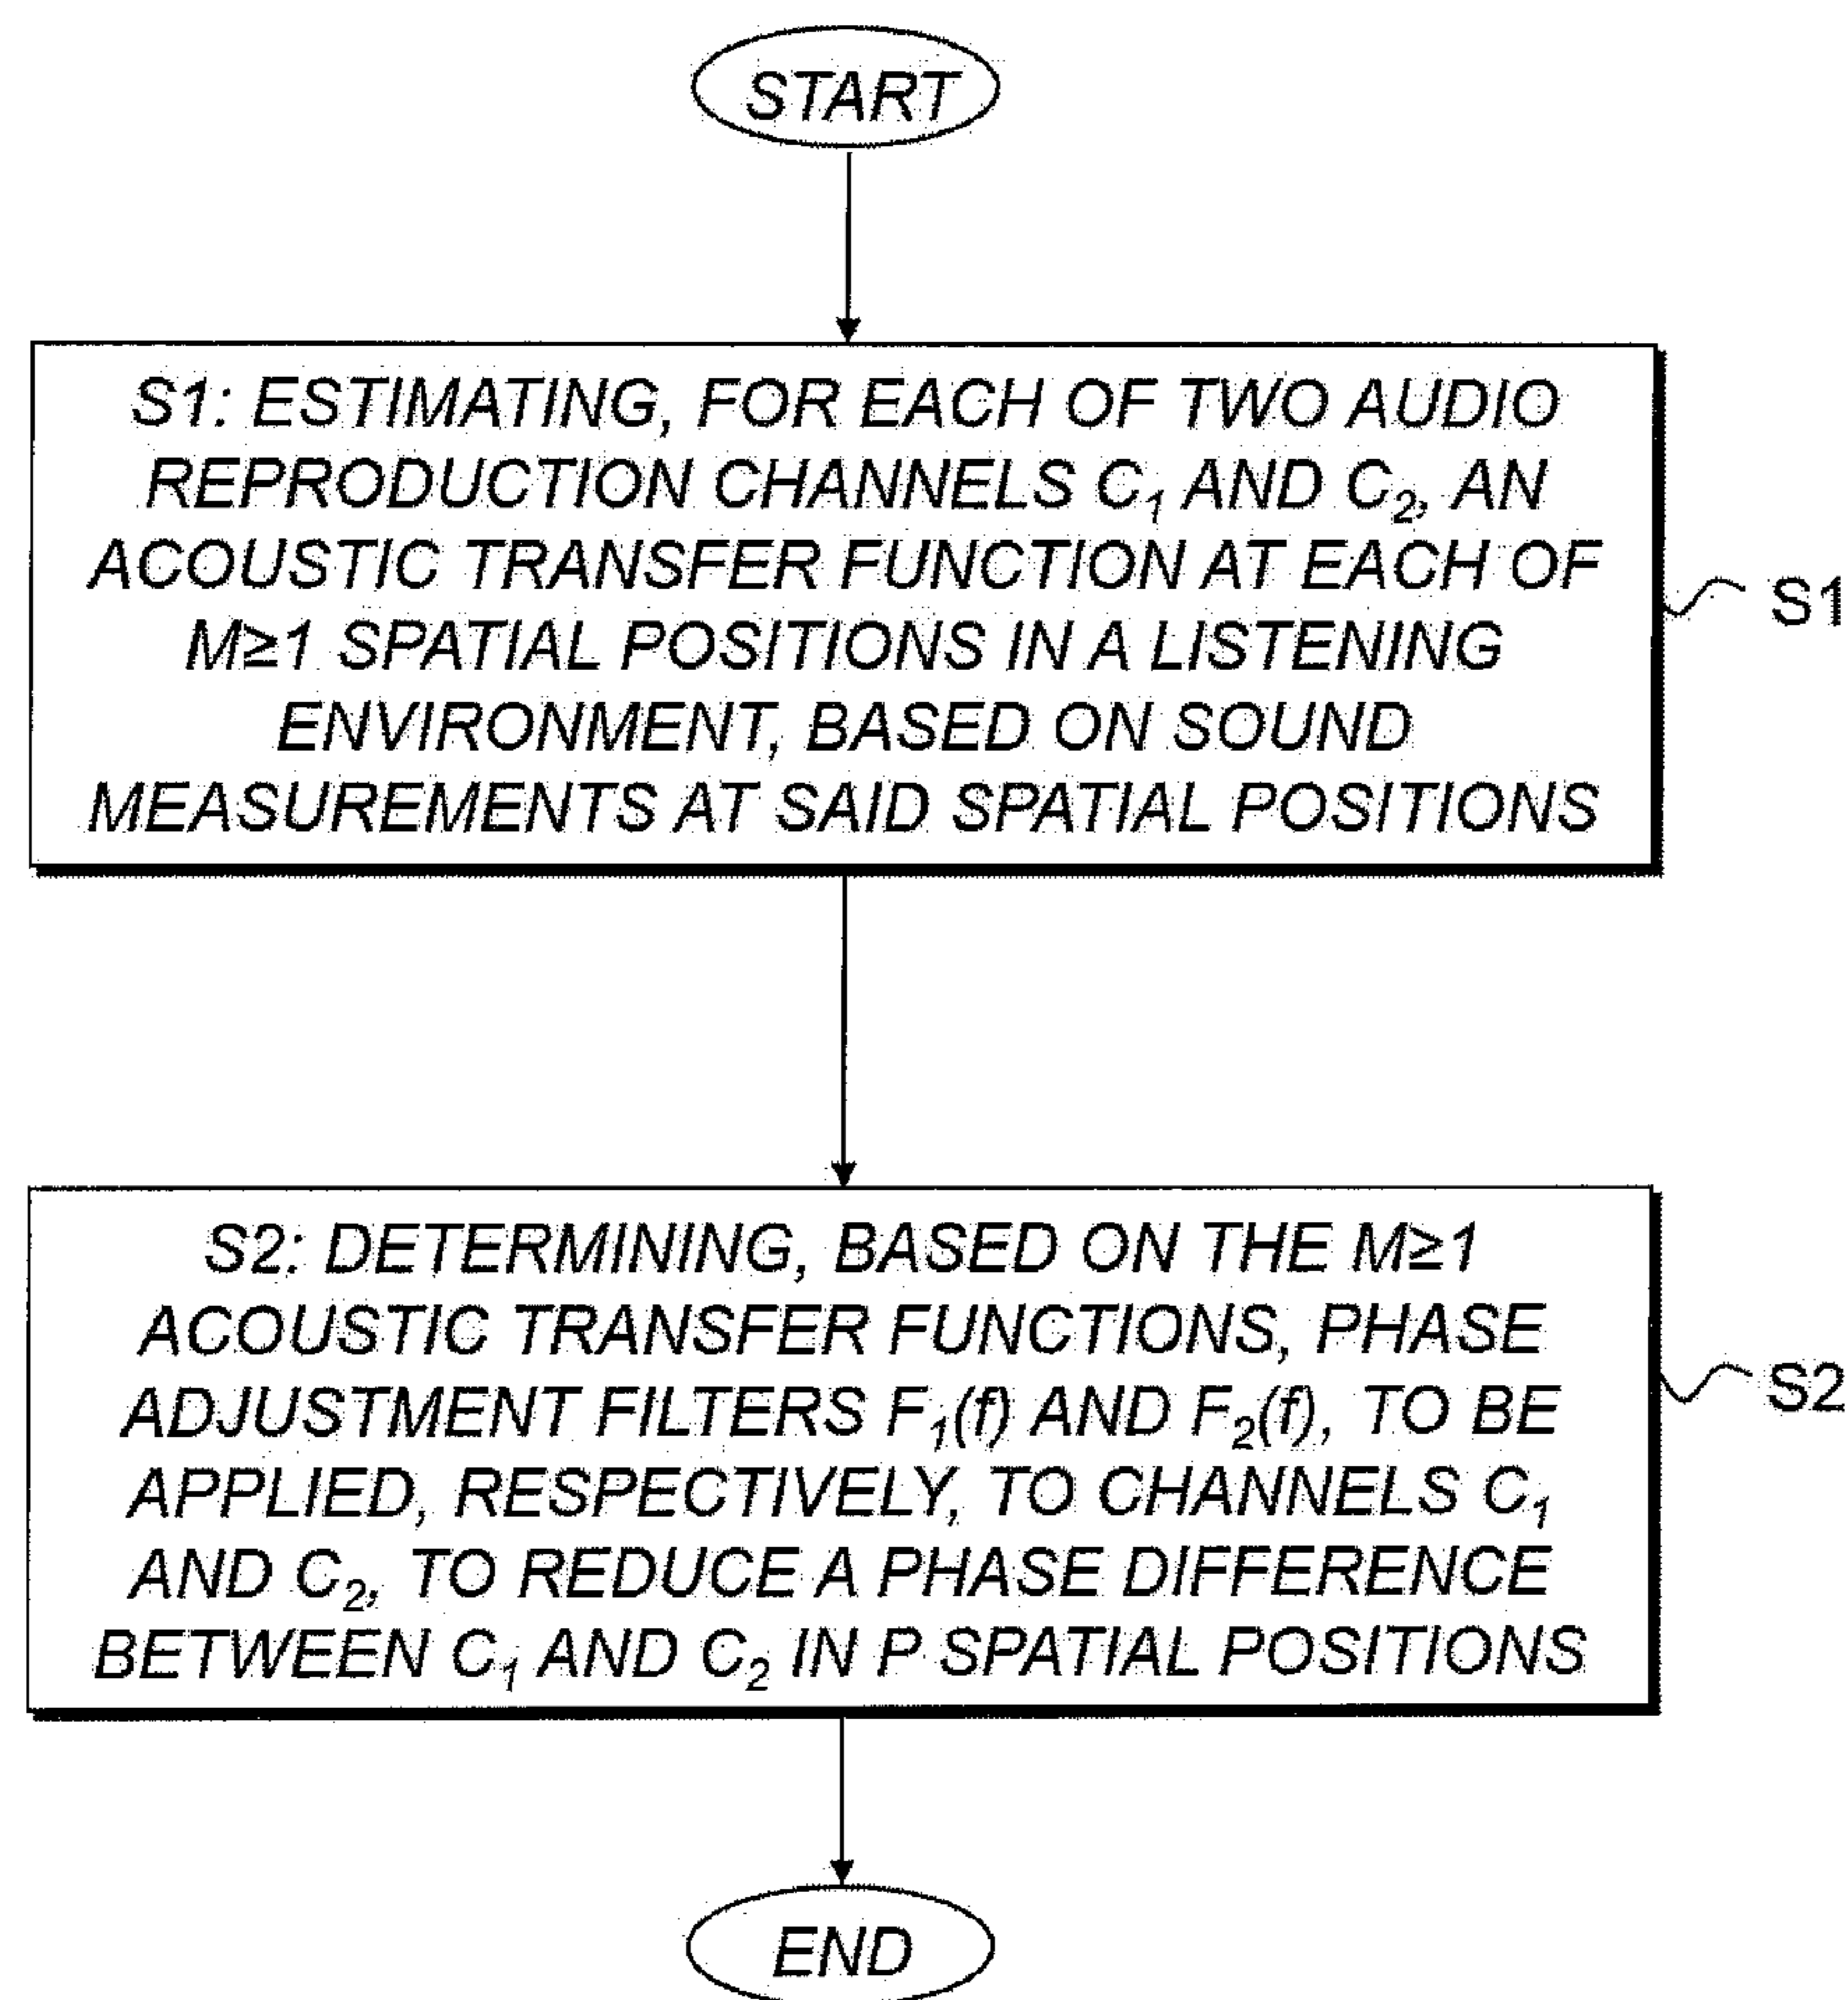 START
S1: ESTIMATING, FOR EACH OF TWO AUDIO
REPRODUCTION CHANNELS C₁ AND C₂, AN
ACOUSTIC TRANSFER FUNCTION AT EACH OF
M≥1 SPATIAL POSITIONS IN A LISTENING
ENVIRONMENT, BASED ON SOUND
MEASUREMENTS AT SAID SPATIAL POSITIONS
S1
S2: DETERMINING, BASED ON THE M≥1
ACOUSTIC TRANSFER FUNCTIONS, PHASE
ADJUSTMENT FILTERS F₁(f) AND F₂(f), TO BE
APPLIED, RESPECTIVELY, TO CHANNELS C₁
AND C₂, TO REDUCE A PHASE DIFFERENCE
BETWEEN C₁ AND C₂ IN P SPATIAL POSITIONS
S2
END